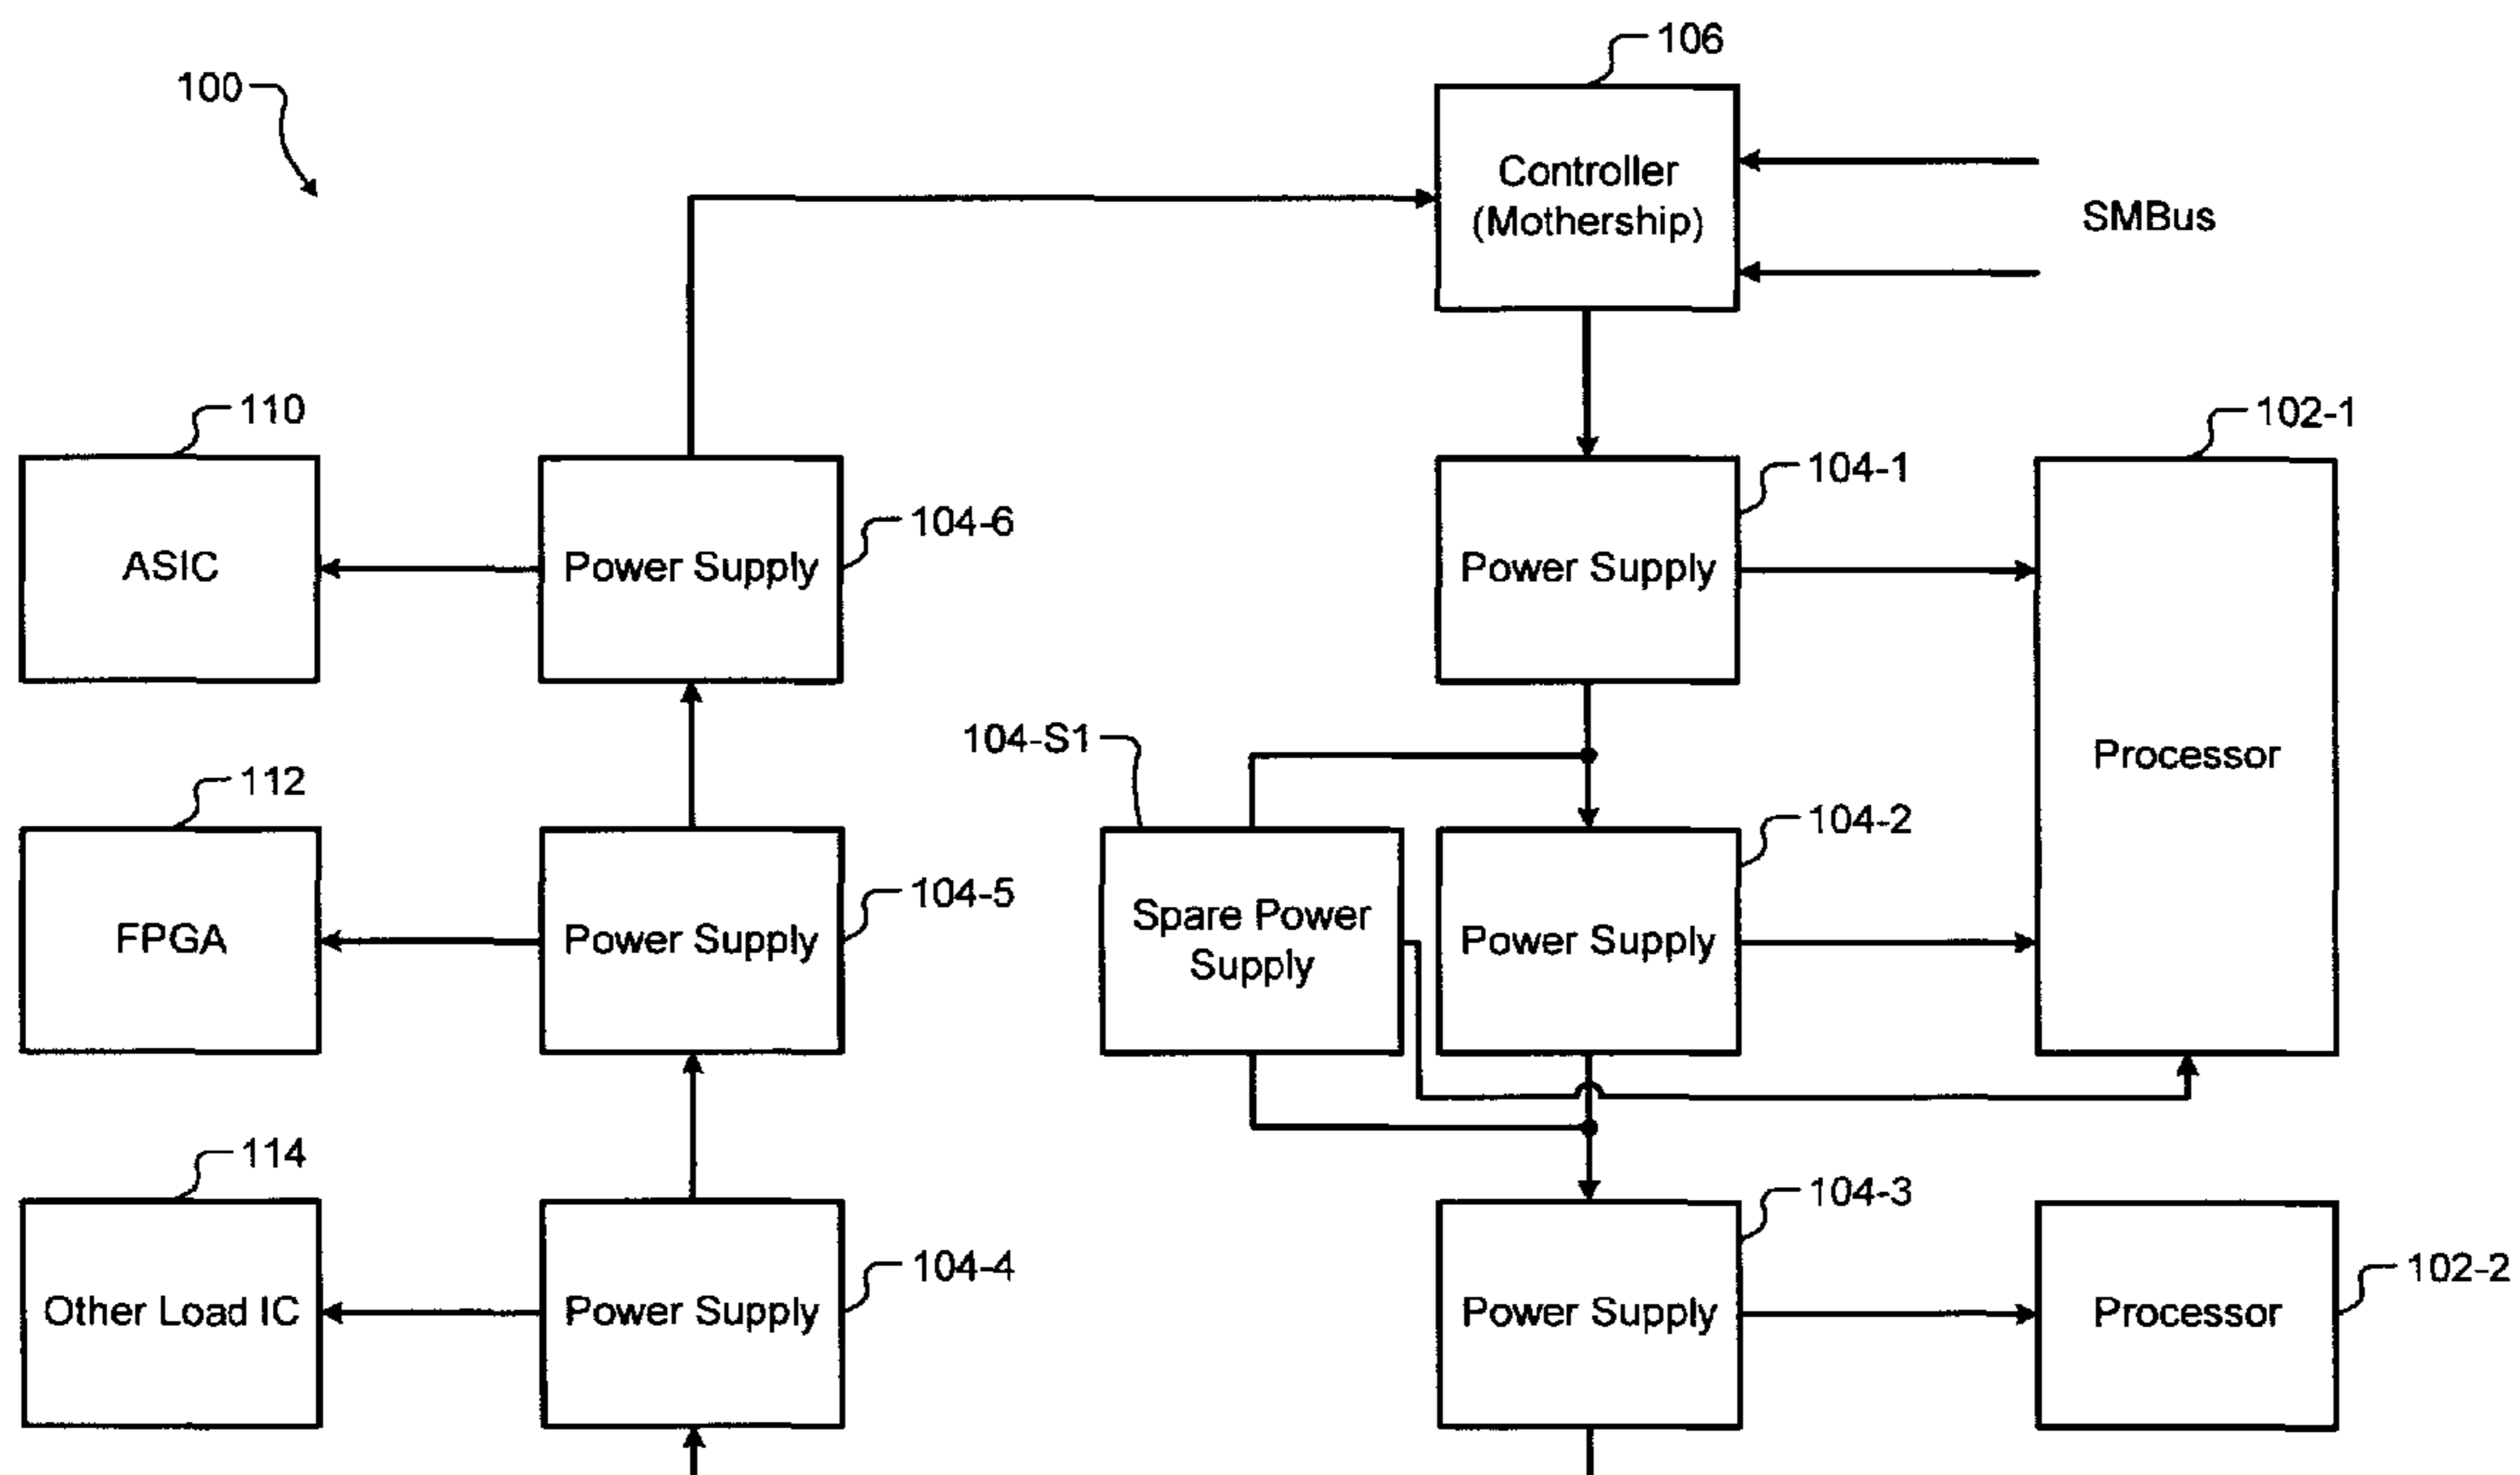 106
100
Controller
(Mothership)
SMBus
110
102-1
104-1
104-6
ASIC
Power Supply
Power Supply
Processor
104-S1
112
104-2
104-5
FPGA
Power Supply
Spare Power
Supply
Power Supply
114
104-3
104-4
102-2
Other Load IC
Power Supply
Power Supply
Processor